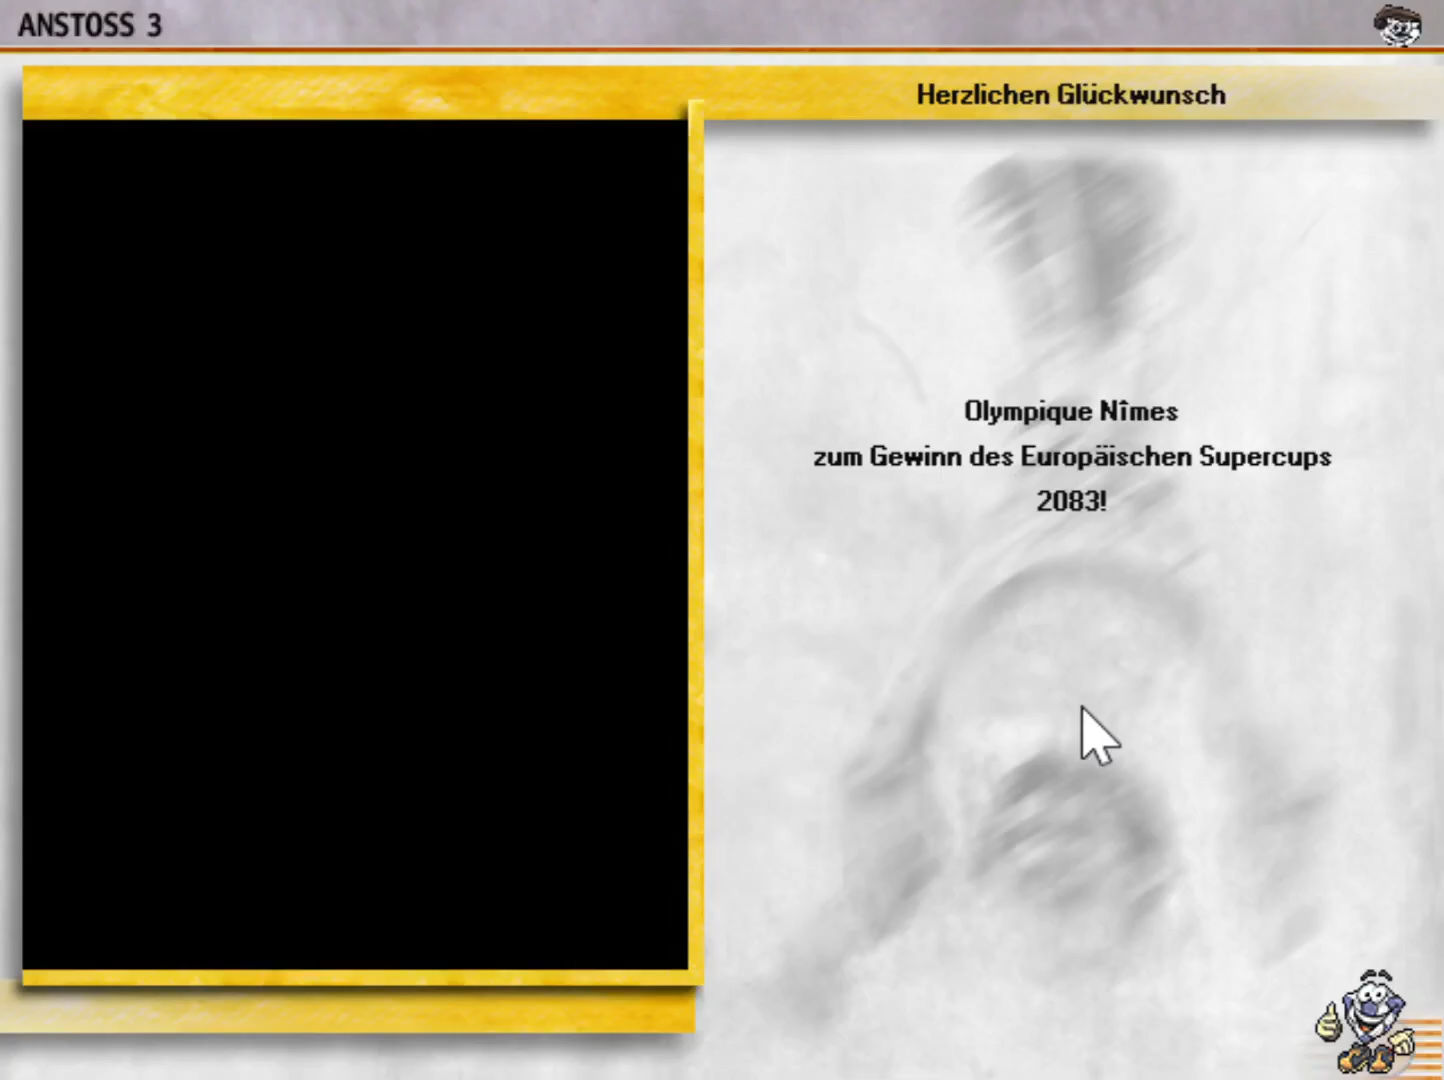 ANSTOSS 3
Herzlichen Glückwunsch
Olympique Nîmes
zum Gewinn des Europäischen Supercups
2083!